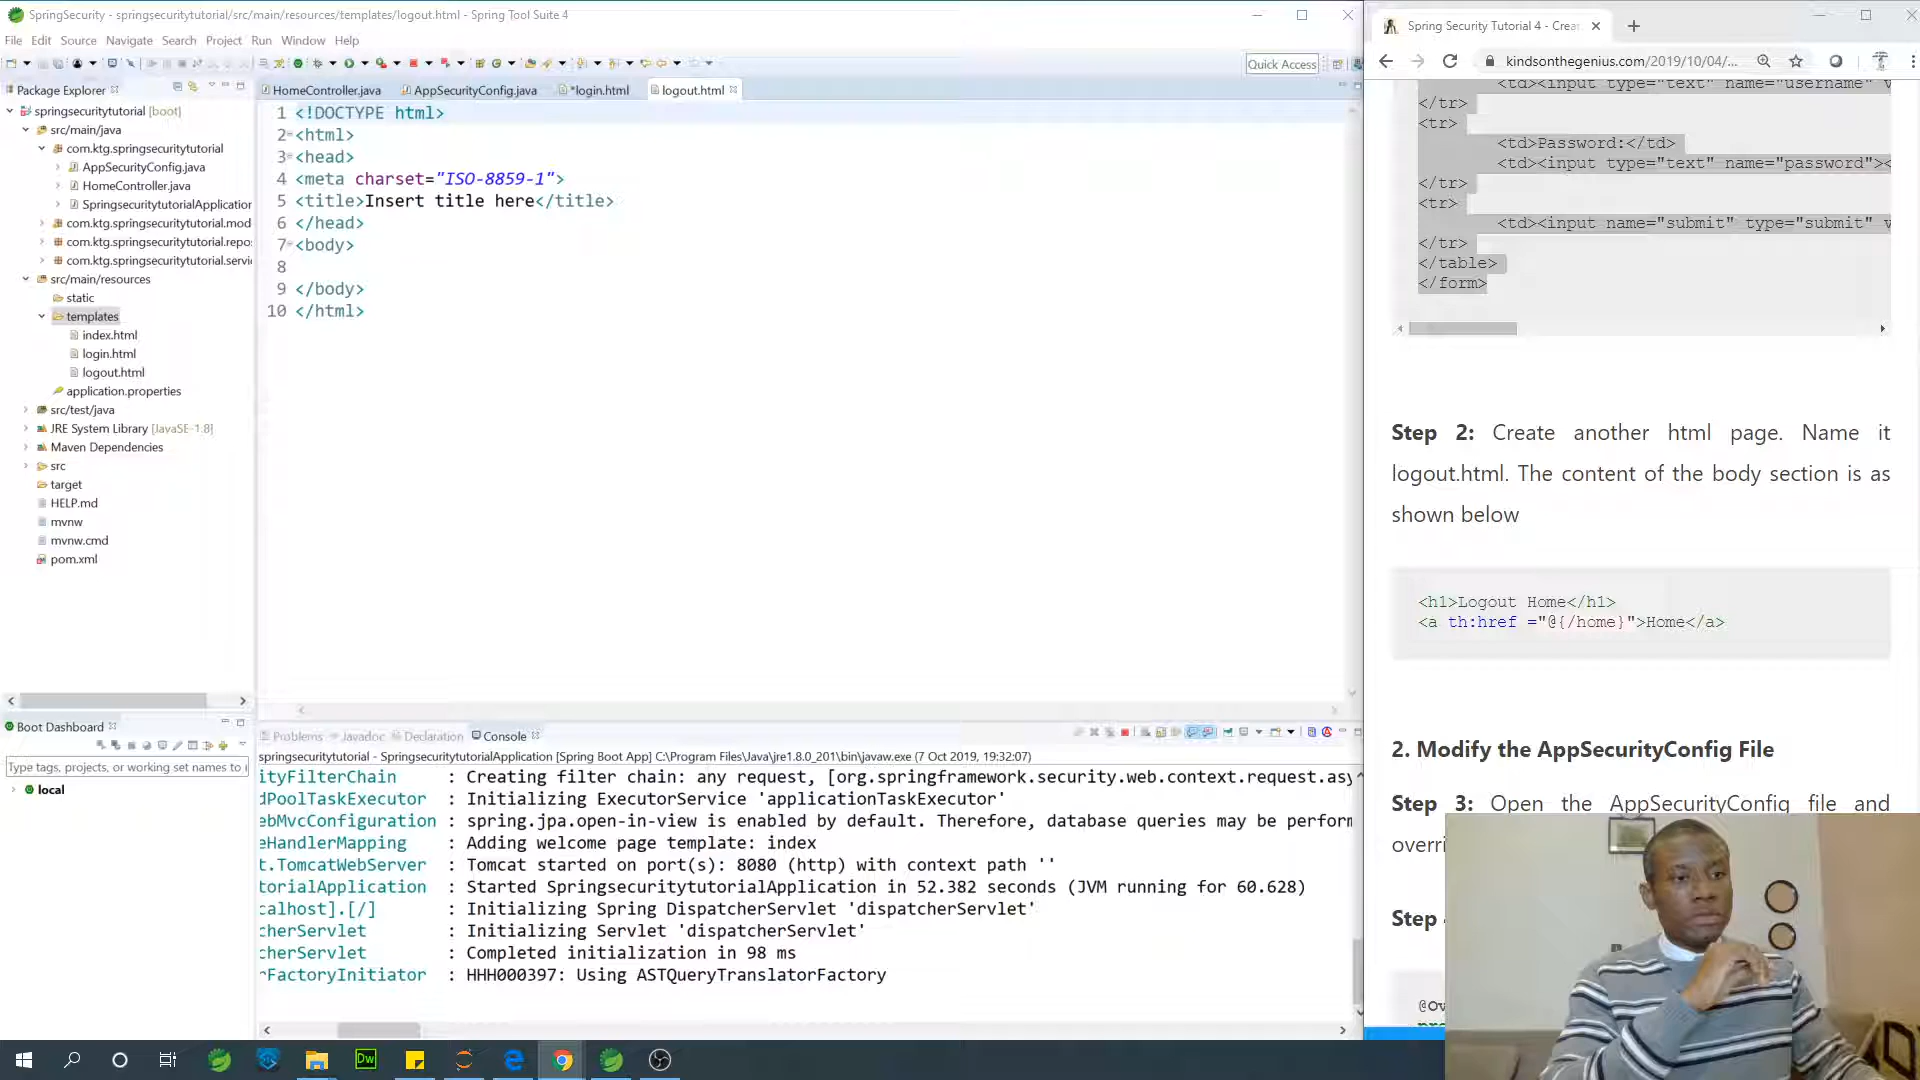 SpringSecurity - springsecuritytutorial/src/main/resources/templates/logout.html - Spring Tool Suite 4
File Edit Source Navigate Search Project Run Window Help
Quick Access
Package Explorer
springsecuritytutorial [boot]
src/main/java
com.ktg.springsecuritytutorial
AppSecurityConfig.java
HomeController.java
SpringsecuritytutorialApplication
com.ktg.springsecuritytutorial.mod
com.ktg.springsecuritytutorial.repo
com.ktg.springsecuritytutorial.servi
src/main/resources
static
templates
index.html
login.html
logout.html
application.properties
src/test/java
JRE System Library [JavaSE-1.8]
Maven Dependencies
src
target
HELP.md
mvnw
mvnw.cmd
pom.xml
Boot Dashboard
Type tags, projects, or working set names to
local
HomeController.java AppSecurityConfig.java *login.html logout.html
1 <!DOCTYPE html>
2 <html>
3 <head>
4 <meta charset="ISO-8859-1">
5 <title>Insert title here</title>
6 </head>
7 <body>
8
9 </body>
10 </html>
Problems Javadoc Declaration Console
springsecuritytutorial - SpringsecuritytutorialApplication [Spring Boot App] C:\Program Files\Java\jre1.8.0_201\bin\javaw.exe (7 Oct 2019, 19:32:07)
ityFilterChain : Creating filter chain: any request, [org.springframework.security.web.context.request.asy
dPoolTaskExecutor : Initializing ExecutorService 'applicationTaskExecutor'
ebMvcConfiguration : spring.jpa.open-in-view is enabled by default. Therefore, database queries may be perform
eHandlerMapping : Adding welcome page template: index
t.TomcatWebServer : Tomcat started on port(s): 8080 (http) with context path ''
torialApplication : Started SpringsecuritytutorialApplication in 52.382 seconds (JVM running for 60.628)
calhost].[/] : Initializing Spring DispatcherServlet 'dispatcherServlet'
cherServlet : Initializing Servlet 'dispatcherServlet'
cherServlet : Completed initialization in 98 ms
rFactoryInitiator : HHH000397: Using ASTQueryTranslatorFactory
Spring Security Tutorial 4 - Crea
kindsonthegenius.com/2019/10/04/...
<td><input type="text" name="username" v
</tr>
<tr>
<td>Password:</td>
<td><input type="text" name="password"><
</tr>
<tr>
<td><input name="submit" type="submit" v
</tr>
</table>
</form>
Step 2: Create another html page. Name it
logout.html. The content of the body section is as
shown below
<h1>Logout Home</h1>
<a th:href ="@{/home}">Home</a>
2. Modify the AppSecurityConfig File
Step 3: Open the AppSecurityConfig file and
overri
Step
@Ov
Dw